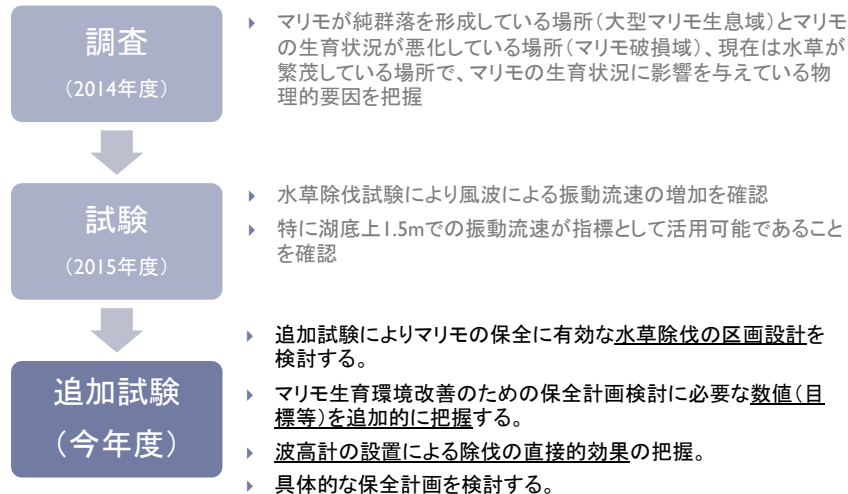 調査
(2014年度)
マリモが純群落を形成している場所(大型マリモ生息域)とマリモ
の生育状況が悪化している場所(マリモ破損域)、現在は水草が
繁茂している場所で、マリモの生育状況に影響を与えている物
理的要因を把握
試験
(2015年度)
水草除伐試験により風波による振動流速の増加を確認
特に湖底上1.5mでの振動流速が指標として活用可能であること
を確認
追加試験
(今年度)
追加試験によりマリモの保全に有効な水草除伐の区画設計を
検討する。
マリモ生育環境改善のための保全計画検討に必要な数値(目
標等)を追加的に把握する。
波高計の設置による除伐の直接的効果の把握。
具体的な保全計画を検討する。